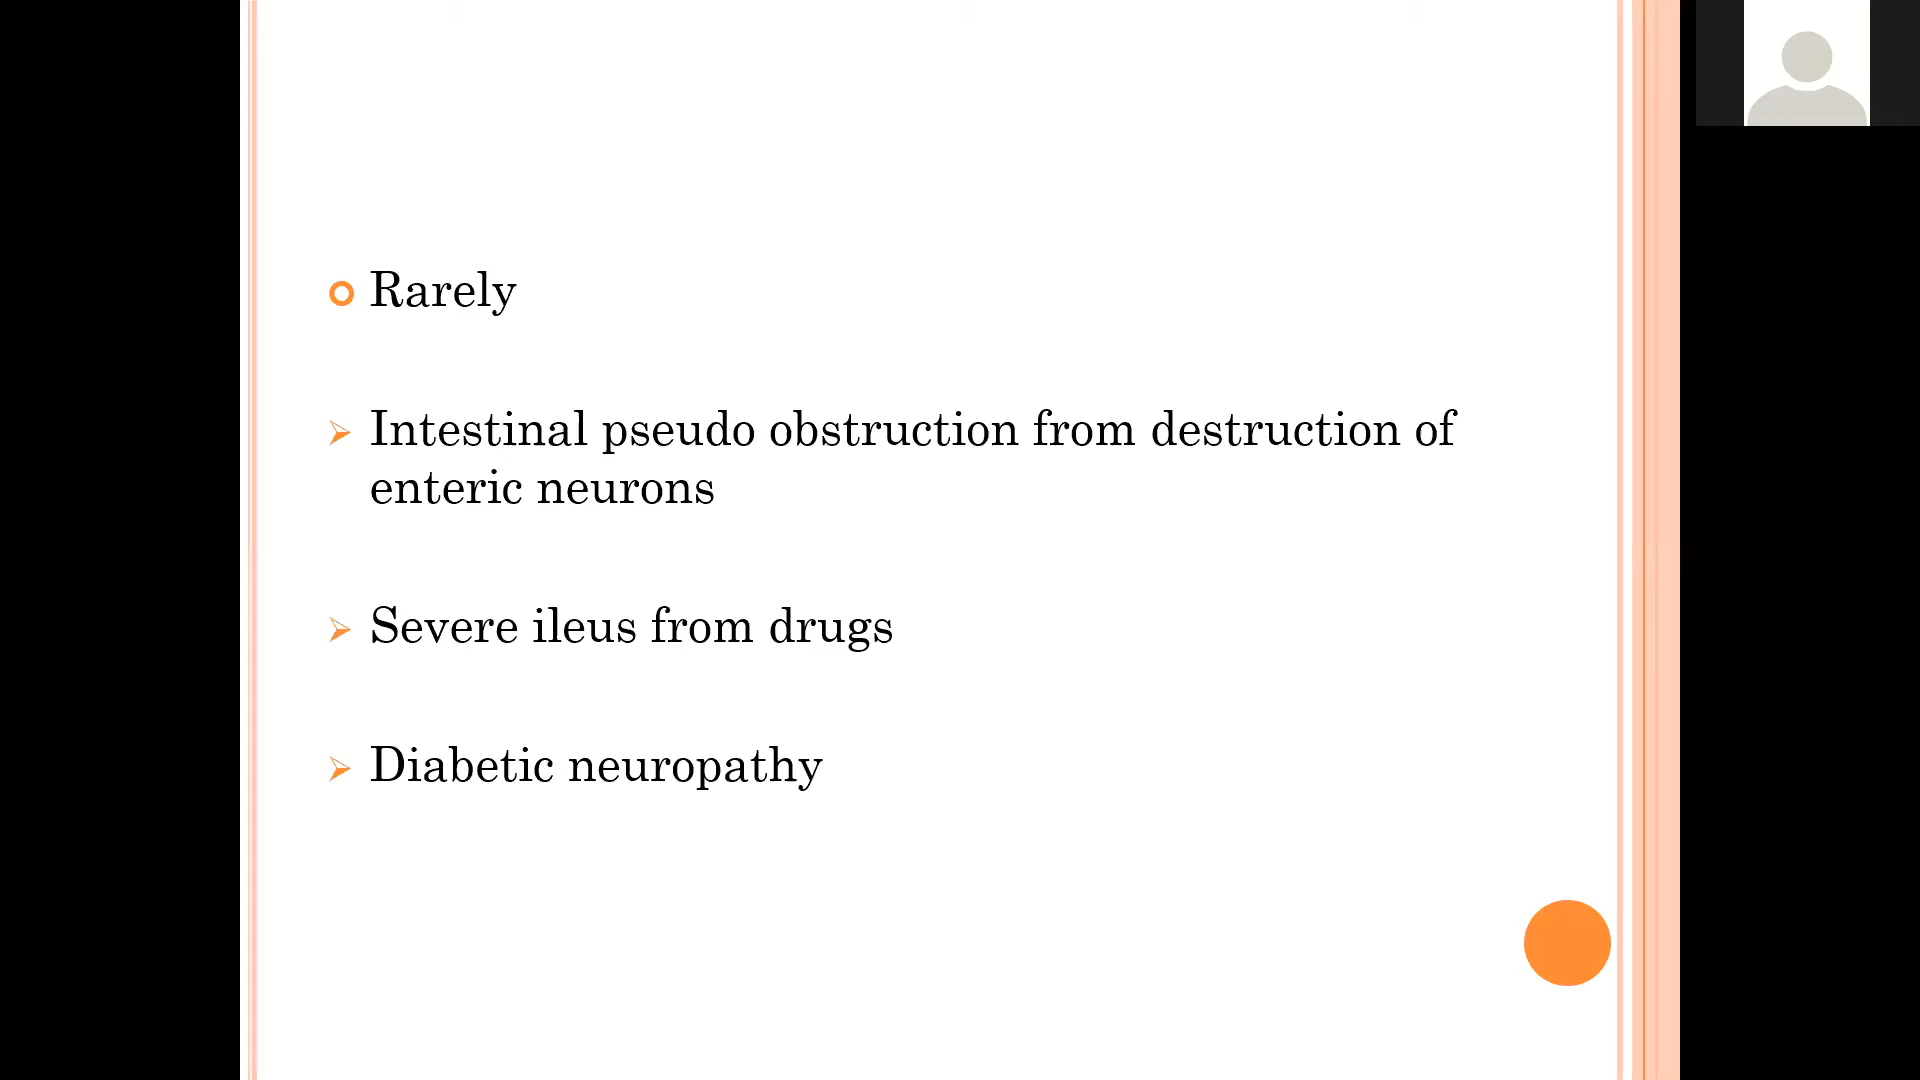 Rarely
Intestinal pseudo obstruction from destruction of
enteric neurons
Severe ileus from drugs
Diabetic neuropathy